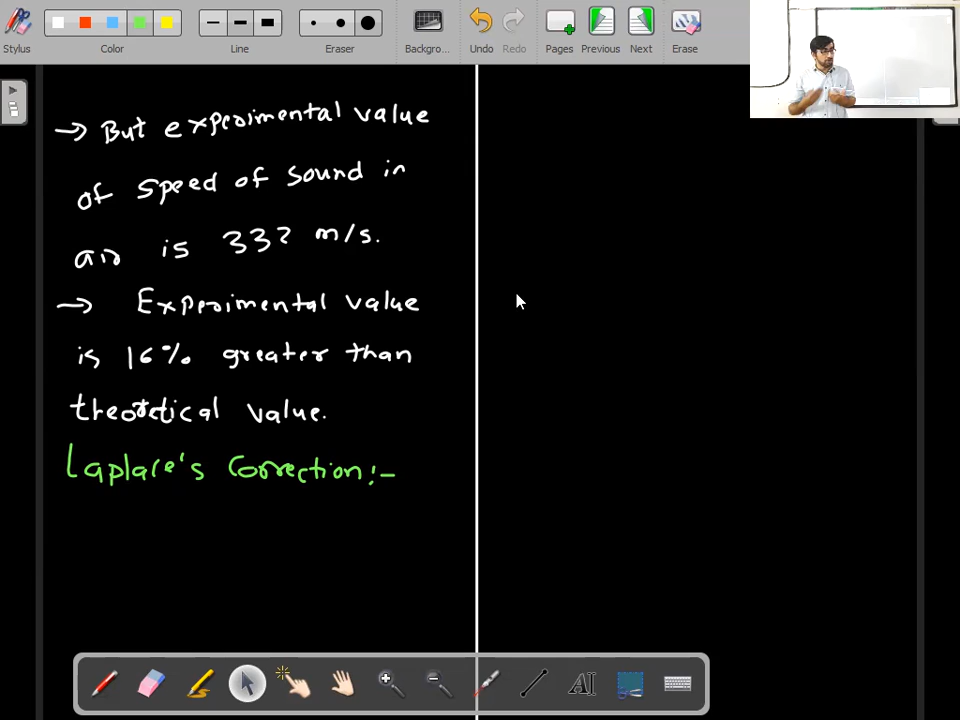 Stylus
Color
Line
Eraser
Backgro...
Undo
Redo
Pages
Previous
Next
Erase
→ But experimental value
of speed of sound in
air is 332 m/s.
→ Experimental value
is 16% greater than
theoretical value.
Laplace's Correction:-